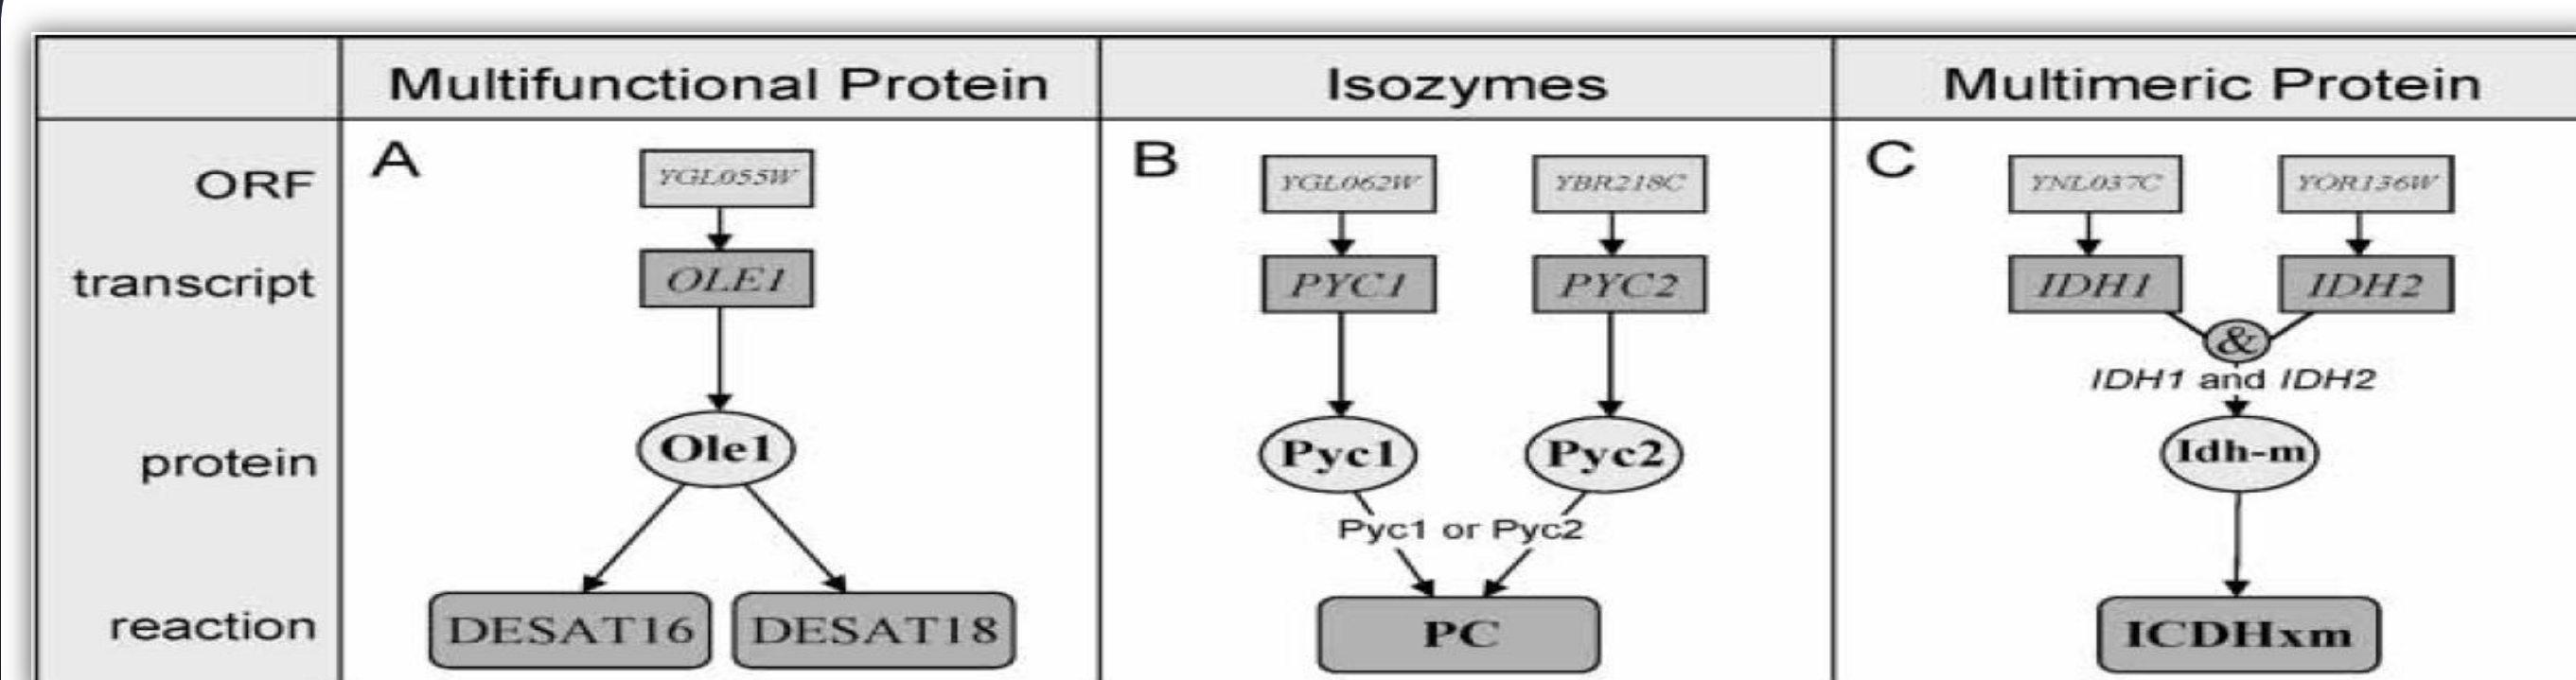 Multifunctional Protein Isozymes Multimeric Protein
A B C
ORF YGL055W YGL062W YBR218C YNL037C YOR136W
transcript OLE1 PYC1 PYC2 IDH1 IDH2
&
IDH1 and IDH2
protein Ole1 Pyc1 Pyc2 Idh-m
Pyc1 or Pyc2
reaction DESAT16 DESAT18 PC ICDHxm